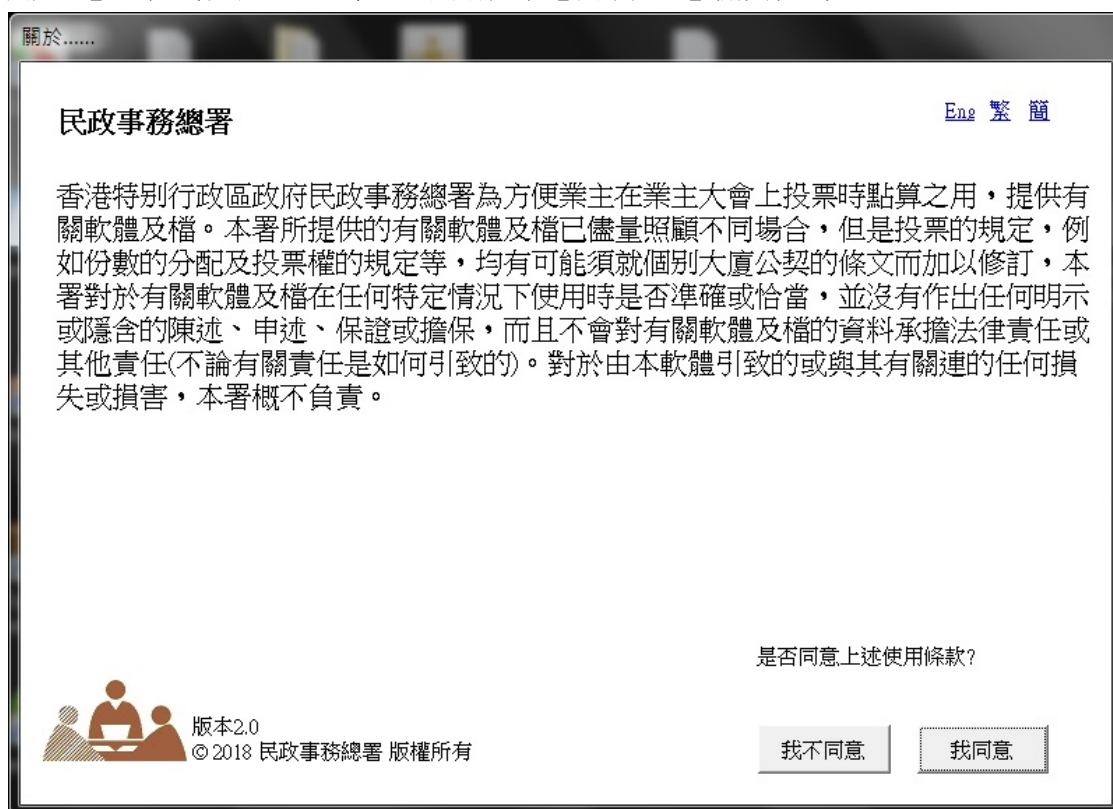 關於......
民政事務總署
Eng 繁 簡
香港特別行政區政府民政事務總署為方便業主在業主大會上投票時點算之用，提供有
關軟體及檔。本署所提供的有關軟體及檔已儘量照顧不同場合，但是投票的規定，例
如份數的分配及投票權的規定等，均有可能須就個別大廈公契的條文而加以修訂，本
署對於有關軟體及檔在任何特定情況下使用時是否準確或恰當，並沒有作出任何明示
或隱含的陳述、申述、保證或擔保，而且不會對有關軟體及檔的資料承擔法律責任或
其他責任(不論有關責任是如何引致的)。對於由本軟體引致的或與其有關連的任何損
失或損害，本署概不負責。
是否同意上述使用條款?
版本2.0
© 2018 民政事務總署 版權所有
我不同意
我同意